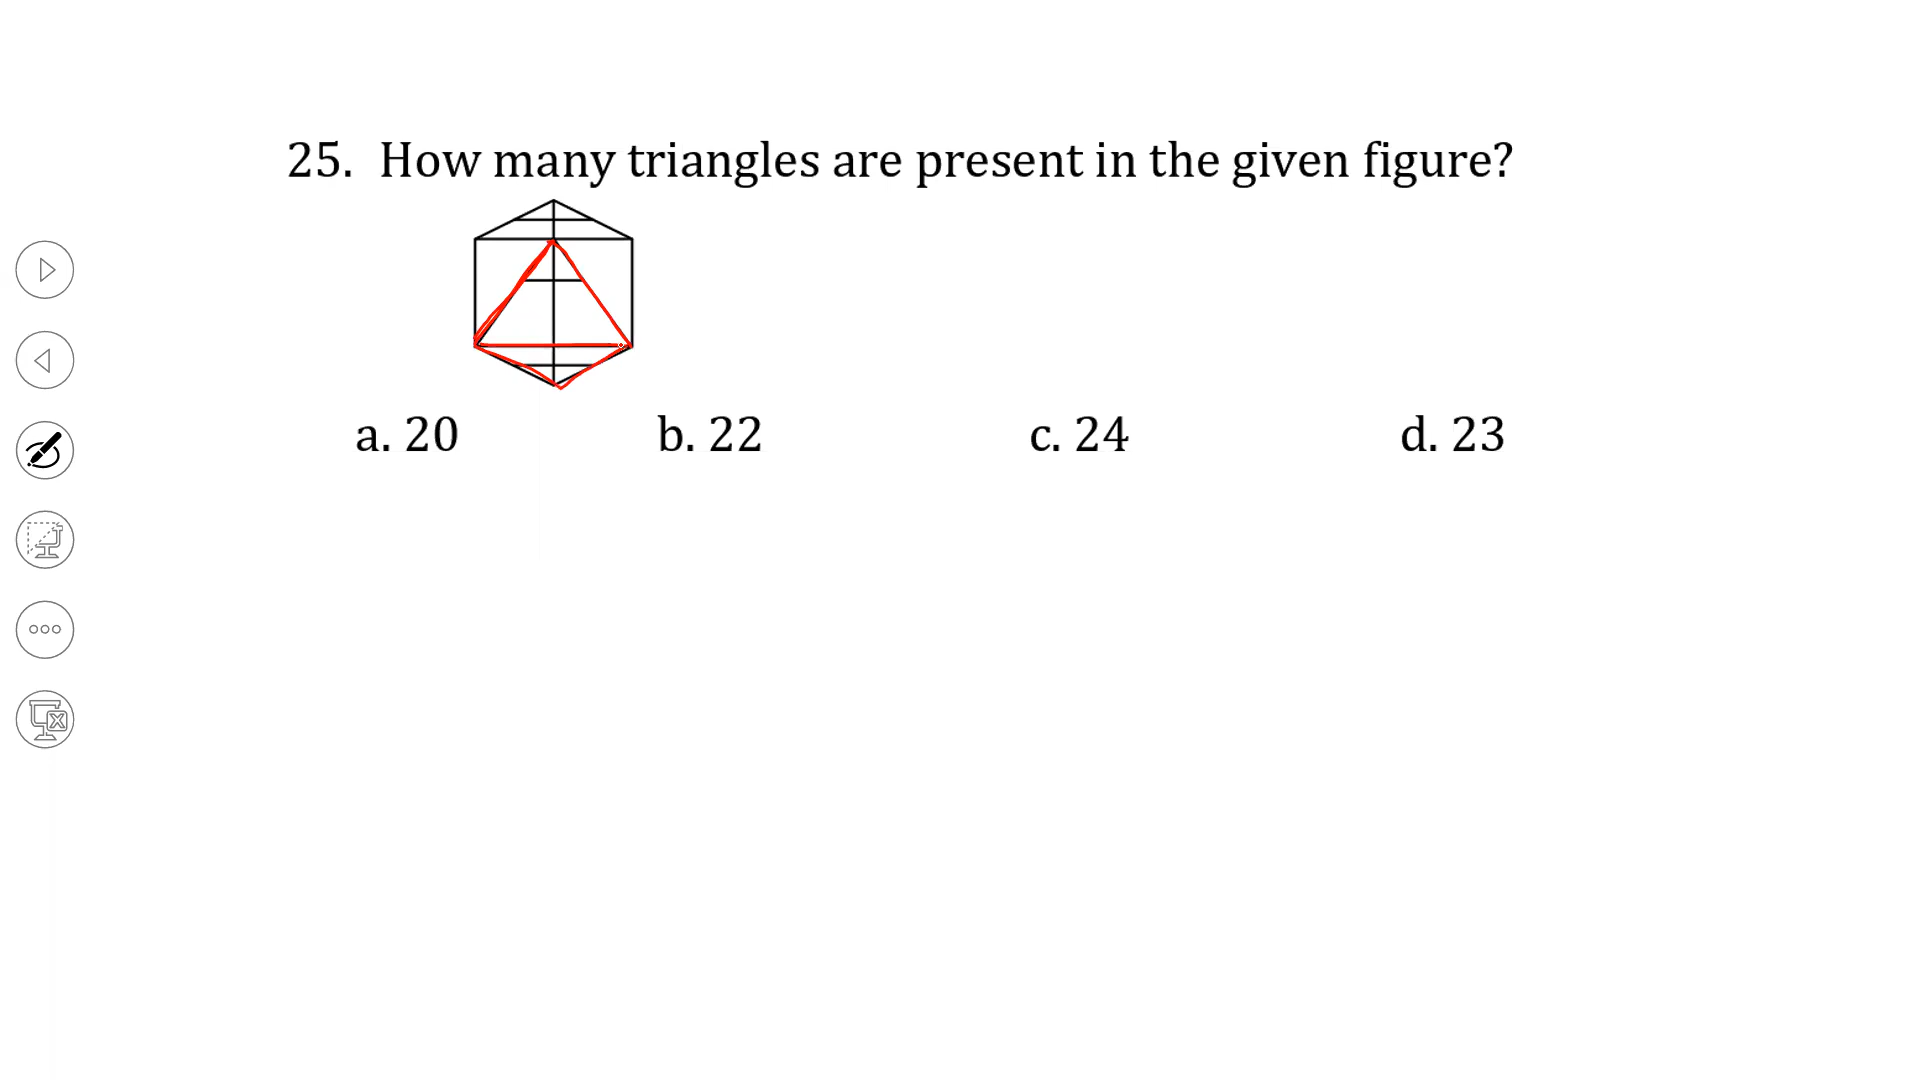 25. How many triangles are present in the given figure?
a. 20 b. 22 c. 24 d. 23